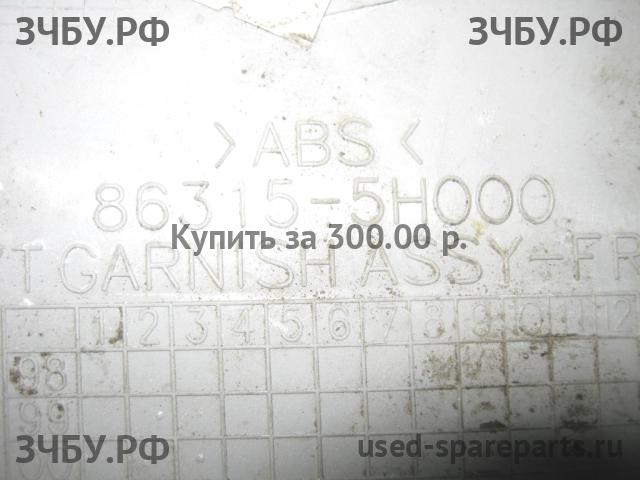 ЗЧБУ.РФ ЗЧБУ.РФ
>ABS<
86315-5H000
Купить за 300.00 р.
GARNISH ASSY-FR
1 2 3 4 5 6 7 8 9 10 11 12
98
99
ЗЧБУ.РФ used-spareparts.ru